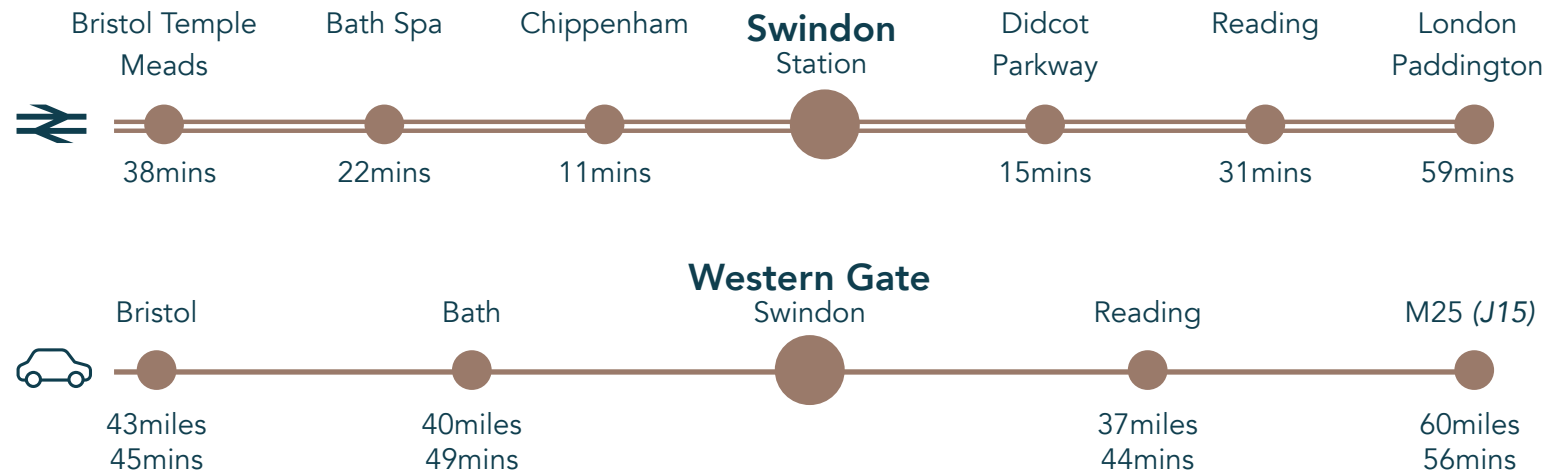 Bristol Temple
Meads
Bath Spa
Chippenham
Swindon
Station
Didcot
Parkway
Reading
London
Paddington
38mins
22mins
11mins
15mins
31mins
59mins
Western Gate
Swindon
Bristol
Bath
Reading
M25 (J15)
43miles
45mins
40miles
49mins
37miles
44mins
60miles
56mins